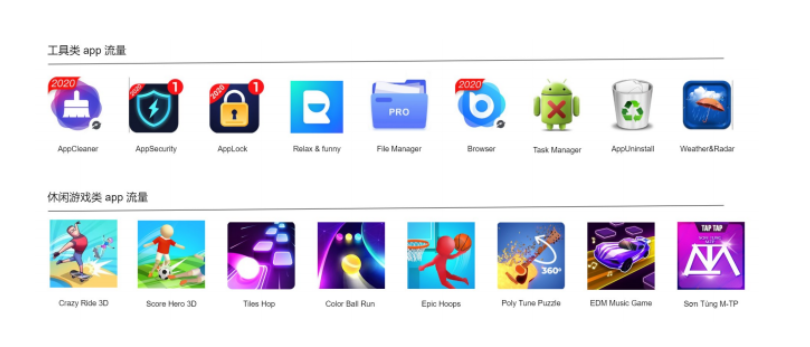 工具类 app 流量
2020
2020
1
2020
1
PRO
2020
AppCleaner
AppSecurity
AppLock
Relax & funny
File Manager
Browser
Task Manager
AppUninstall
Weather&Radar
休闲游戏类 app 流量
360°
TAP TAP
Crazy Ride 3D
Score Hero 3D
Tiles Hop
Color Ball Run
Epic Hoops
Poly Tune Puzzle
EDM Music Game
Sơn Tùng M-TP